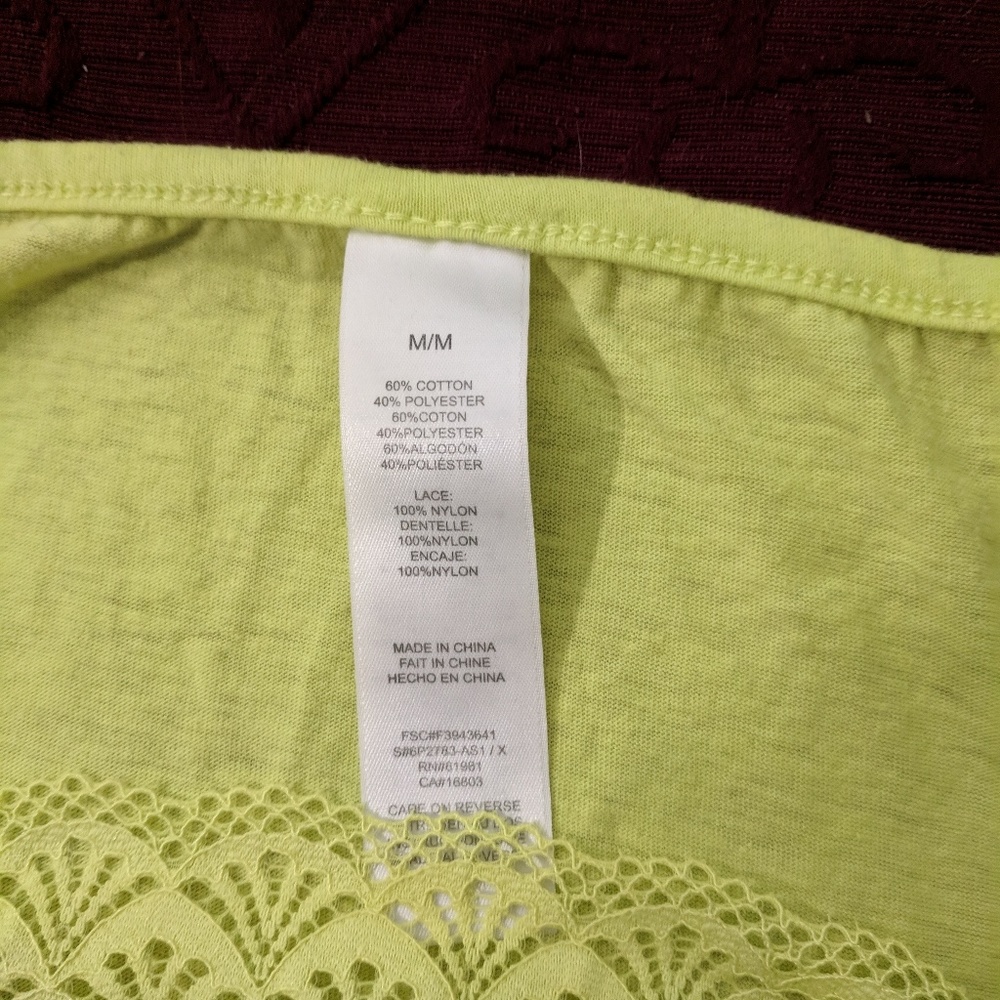 M/M
60% COTTON
40% POLYESTER
60%COTON
40%POLYESTER
60%ALGODÓN
40%POLIÉSTER
LACE:
100% NYLON
DENTELLE:
100%NYLON
ENCAJE:
100%NYLON
MADE IN CHINA
FAIT IN CHINE
HECHO EN CHINA
FSC#F3943641
S#6P2783-AS1 / X
RN#61981
CA#16803
CARE ON REVERSE